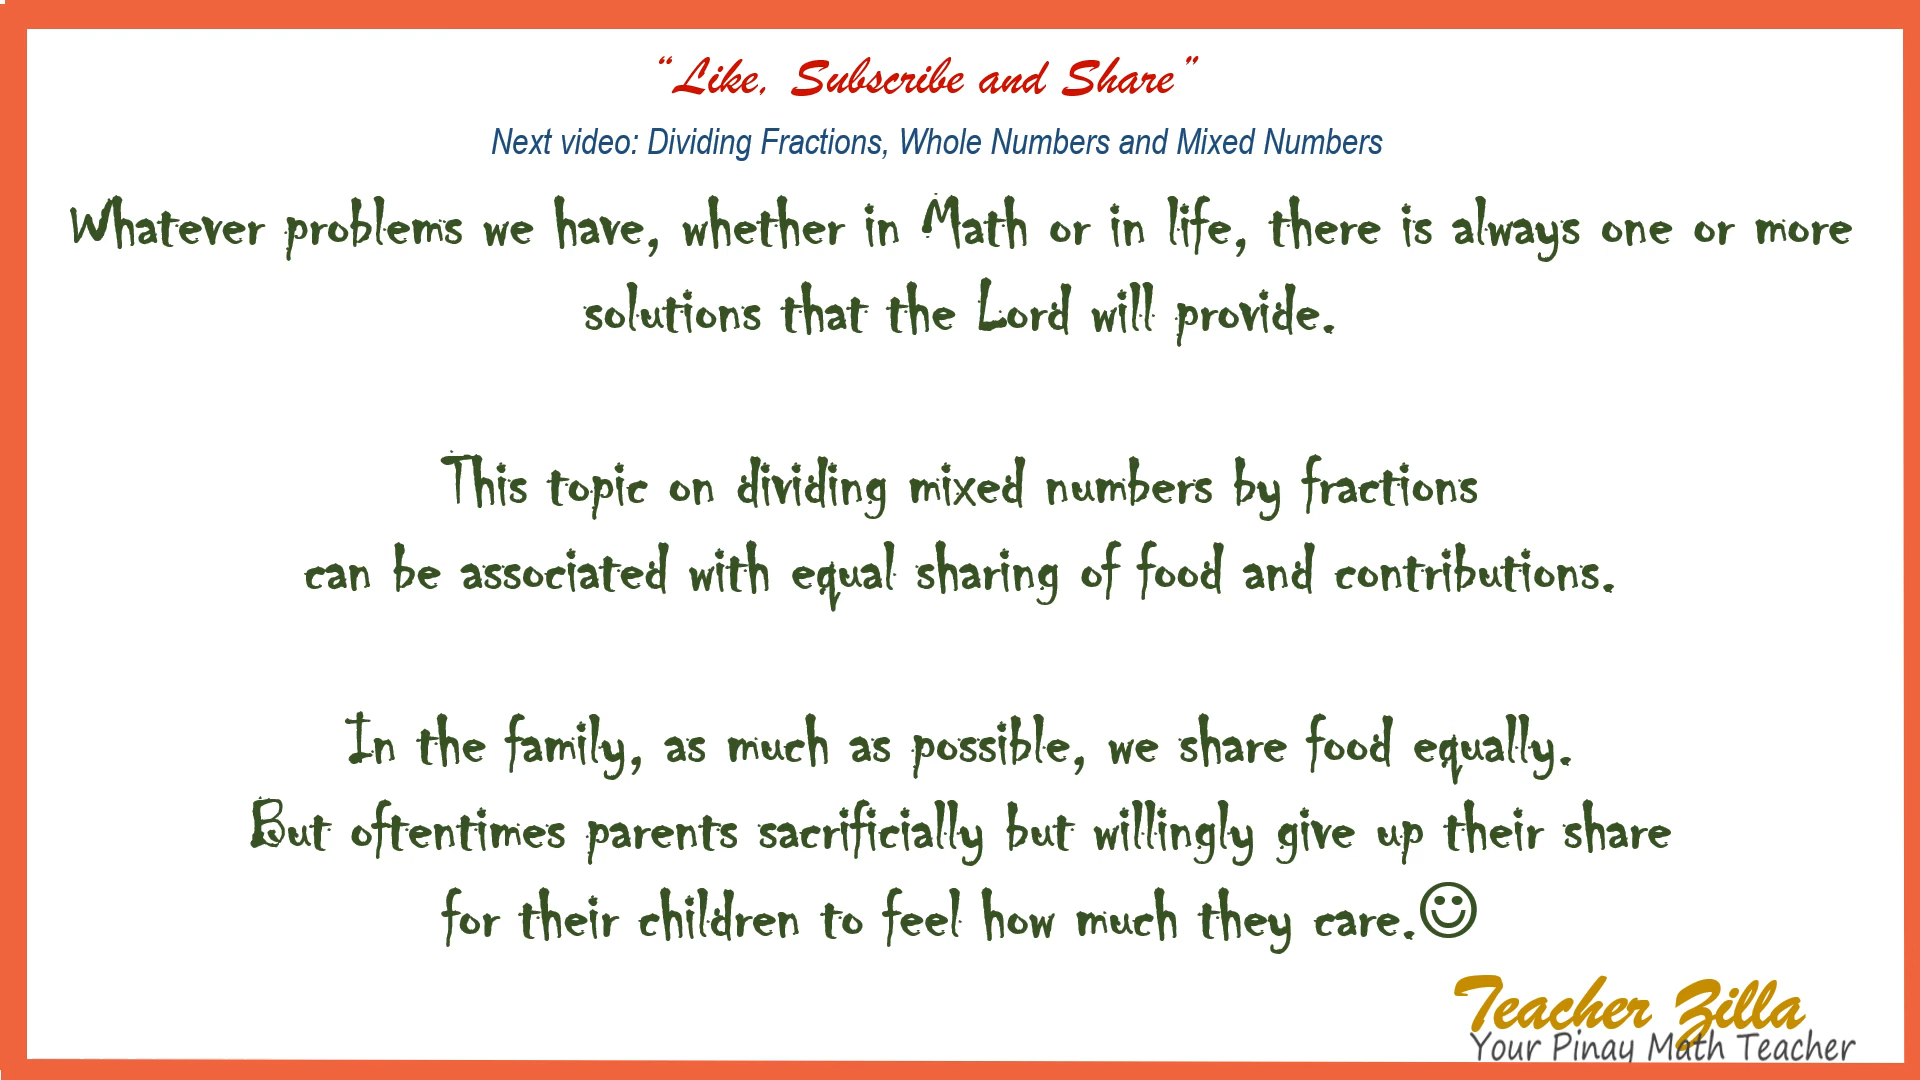 “Like, Subscribe and Share”
Next video: Dividing Fractions, Whole Numbers and Mixed Numbers
Whatever problems we have, whether in Math or in life, there is always one or more
solutions that the Lord will provide.
This topic on dividing mixed numbers by fractions
can be associated with equal sharing of food and contributions.
In the family, as much as possible, we share food equally.
But oftentimes parents sacrificially but willingly give up their share
for their children to feel how much they care.☺
Teacher Zilla
Your Pinay Math Teacher